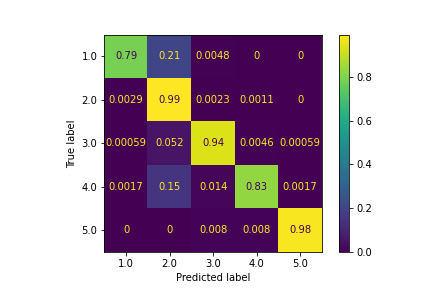 1.0 0.79 0.21 0.0048 0 0
2.0 0.0029 0.99 0.0023 0.0011 0
3.0 0.00059 0.052 0.94 0.0046 0.00059
4.0 0.0017 0.15 0.014 0.83 0.0017
5.0 0 0 0.008 0.008 0.98
1.0 2.0 3.0 4.0 5.0
Predicted label
True label
0.8
0.6
0.4
0.2
0.0